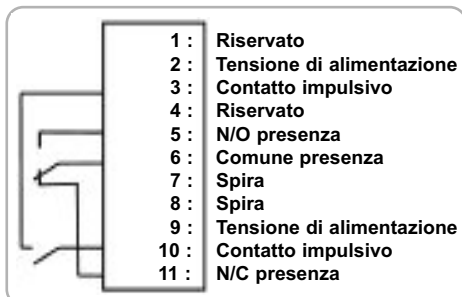 1 : Riservato
2 : Tensione di alimentazione
3 : Contatto impulsivo
4 : Riservato
5 : N/O presenza
6 : Comune presenza
7 : Spira
8 : Spira
9 : Tensione di alimentazione
10 : Contatto impulsivo
11 : N/C presenza